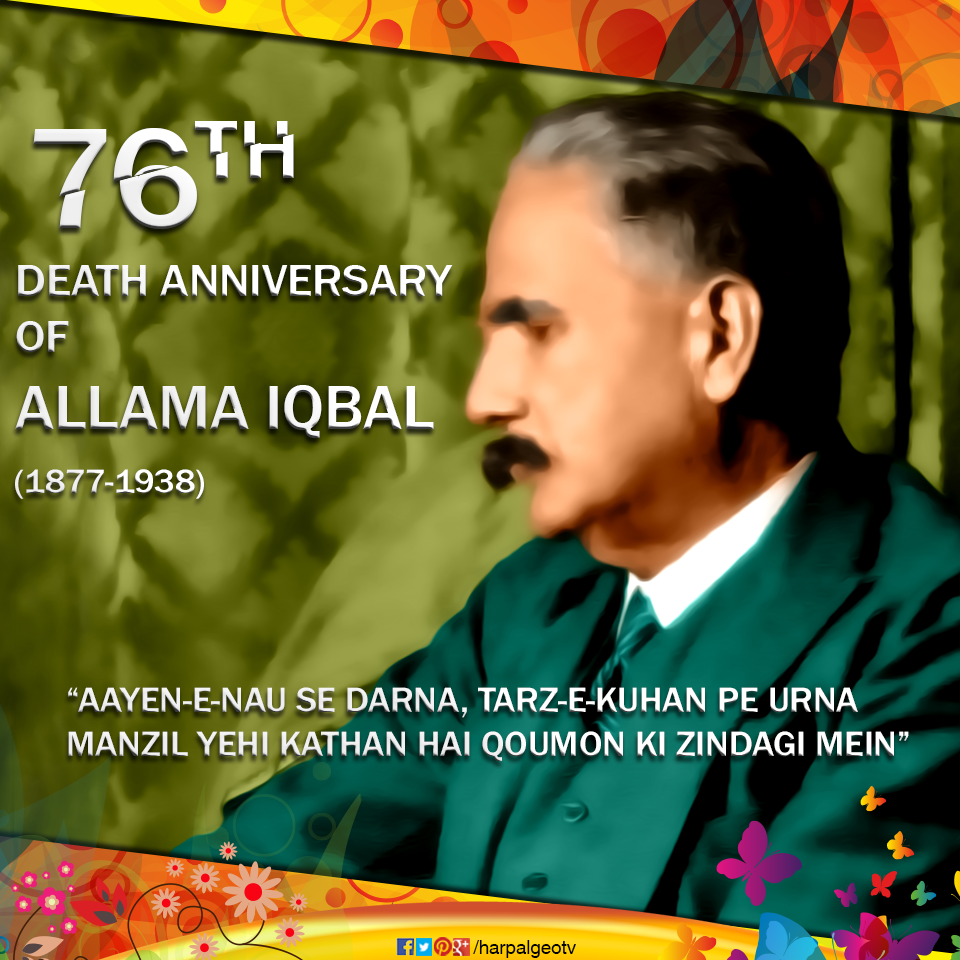 76TH
DEATH ANNIVERSARY
OF
ALLAMA IQBAL
(1877-1938)
“AAYEN-E-NAU SE DARNA, TARZ-E-KUHAN PE URNA
MANZIL YEHI KATHAN HAI QOUMON KI ZINDAGI MEIN”
/harpalgeotv